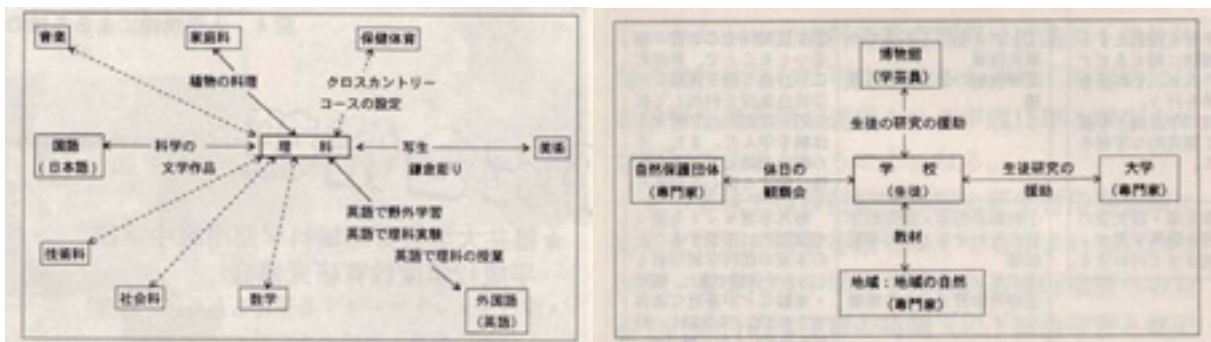 音楽
家庭科
保健体育
植物の料理
クロスカントリー
コースの設定
国語
(日本語)
科学の
文学作品
理 科
写生
鎌倉彫り
美術
英語で野外学習
英語で理科実験
英語で理科の授業
技術科
社会科
数学
外国語
(英語)
博物館
(学芸員)
生徒の研究の援助
自然保護団体
(専門家)
休日の
観察会
学 校
(生徒)
生徒研究の
援助
大学
(専門家)
教材
地域:地域の自然
(専門家)